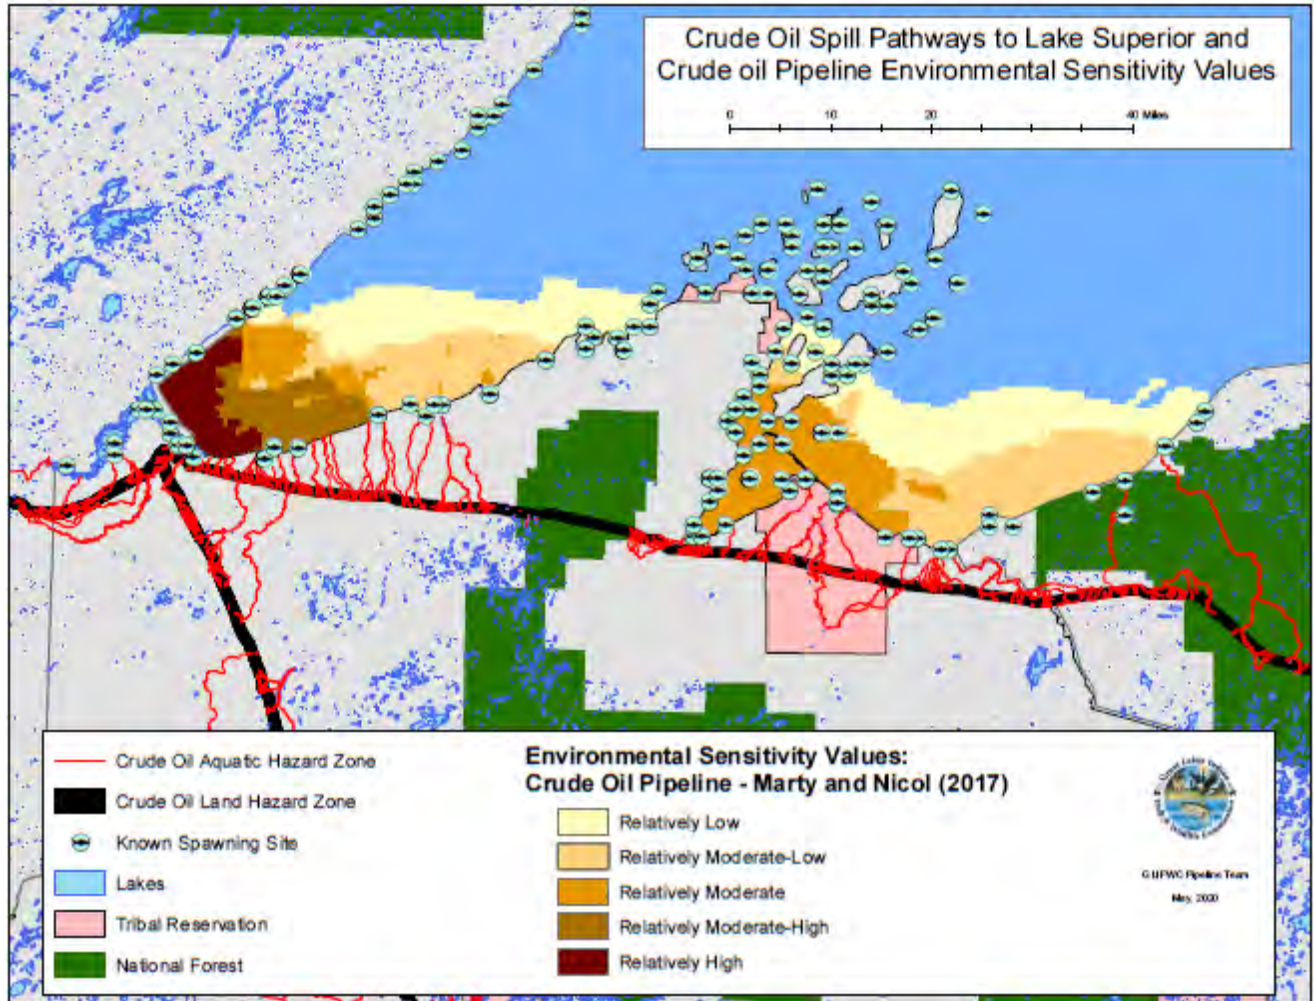 Crude Oil Spill Pathways to Lake Superior and
Crude oil Pipeline Environmental Sensitivity Values
0 10 20 40 Miles
Crude Oil Aquatic Hazard Zone
Crude Oil Land Hazard Zone
Known Spawning Site
Lakes
Tribal Reservation
National Forest
Environmental Sensitivity Values:
Crude Oil Pipeline - Marty and Nicol (2017)
Relatively Low
Relatively Moderate-Low
Relatively Moderate
Relatively Moderate-High
Relatively High
GLIFWC Pipeline Team
May, 2020